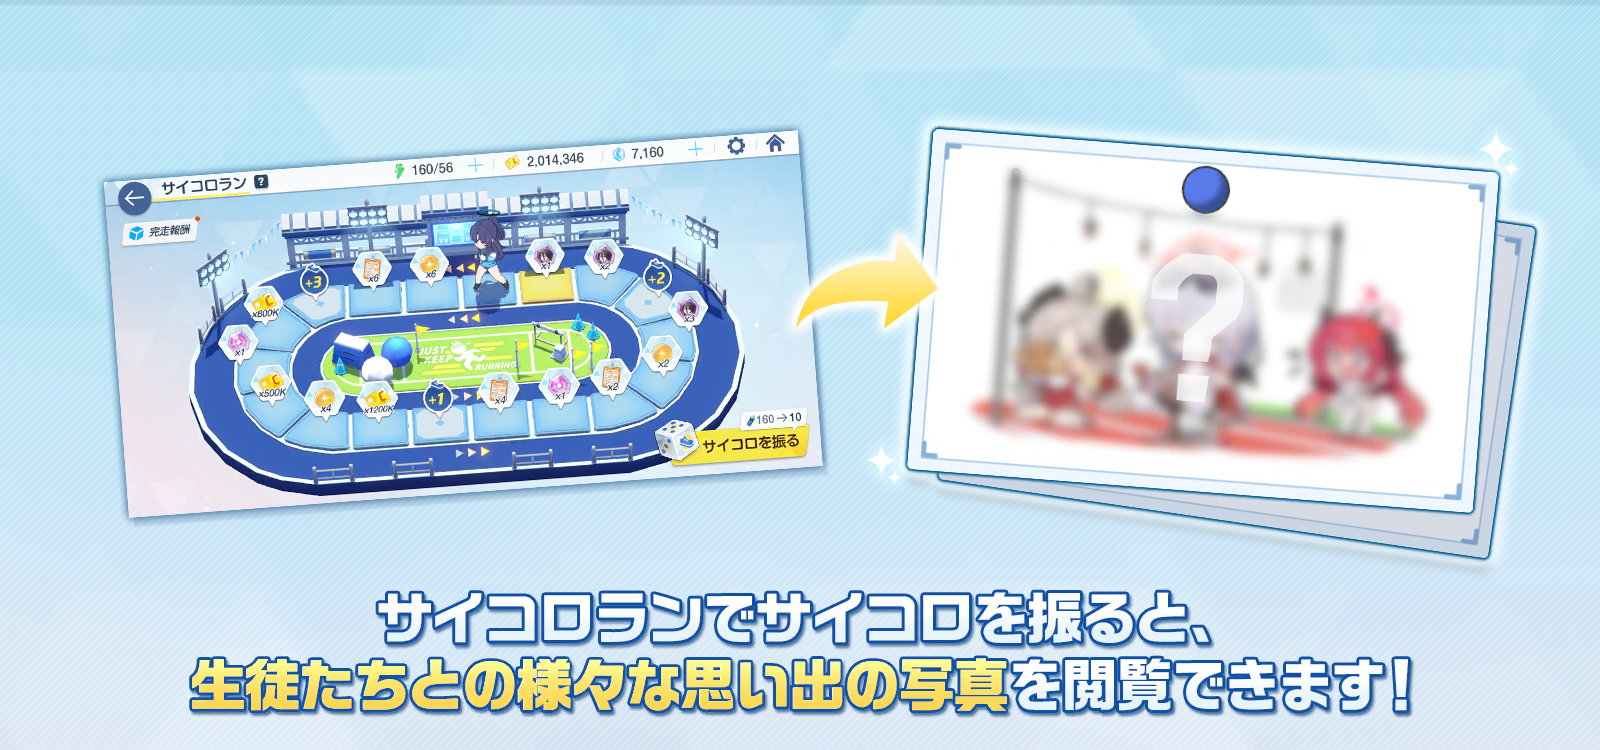 サイコロラン ?
160/56
2,014,346
7,160
完走報酬
+3
x6
x6
x1
x2
+2
x800K
x3
x1
JUST
KEEP
RUNNING!
x2
x500K
x4
x1200K
+1
x4
x1
x2
160→10
サイコロを振る
?
サイコロランでサイコロを振ると、
生徒たちとの様々な思い出の写真を閲覧できます!